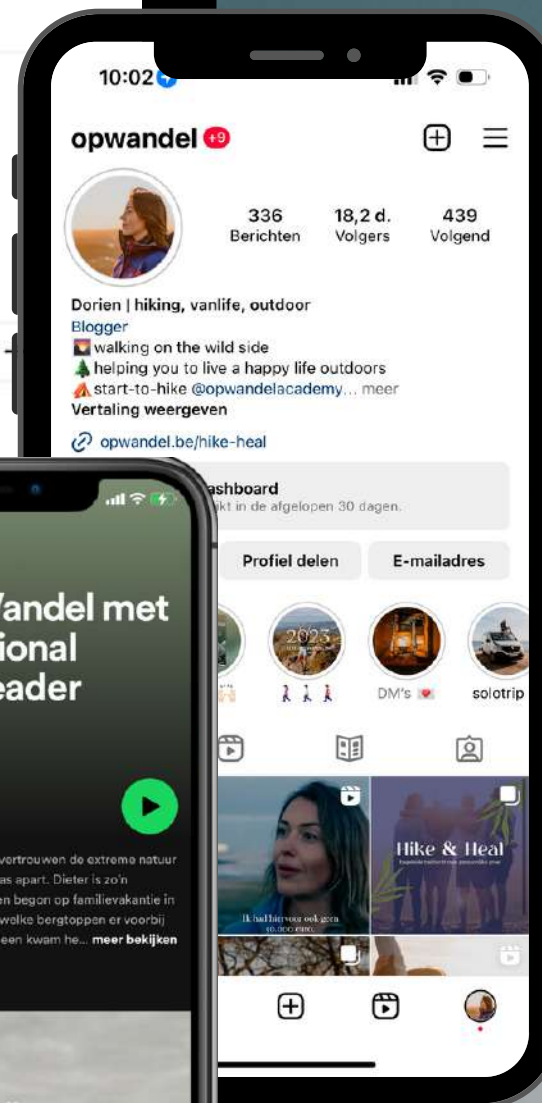 10:02
opwandel +9
336 18,2 d. 439
Berichten Volgers Volgend
Dorien | hiking, vanlife, outdoor
Blogger
walking on the wild side
helping you to live a happy life outdoors
start-to-hike @opwandelacademy... meer
Vertaling weergeven
opwandel.be/hike-heal
ashboard
ikt in de afgelopen 30 dagen.
Profiel delen E-mailadres
2023
DM's solotrip
Hike & Heal
Ik had hiervoor ook geen
10.000 euro.
andel met
ional
eader
vertrouwen de extreme natuur
as apart. Dieter is zo'n
en begon op familievakantie in
welke bergtoppen er voorbij
een kwam he... meer bekijken